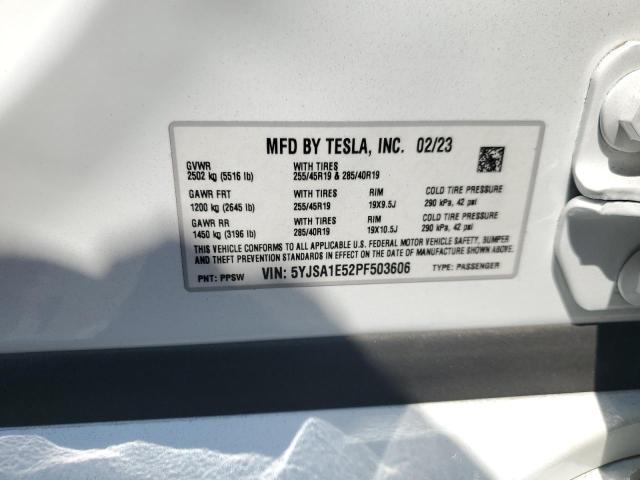 MFD BY TESLA, INC. 02/23
GVWR WITH TIRES
2502 kg (5516 lb) 255/45R19 & 285/40R19
GAWR FRT WITH TIRES RIM COLD TIRE PRESSURE
1200 kg (2645 lb) 255/45R19 19X9.5J 290 kPa, 42 psi
GAWR RR WITH TIRES RIM COLD TIRE PRESSURE
1450 kg (3196 lb) 285/40R19 19X10.5J 290 kPa, 42 psi
THIS VEHICLE CONFORMS TO ALL APPLICABLE U.S. FEDERAL MOTOR VEHICLE SAFETY, BUMPER
AND THEFT PREVENTION STANDARDS IN EFFECT ON THE DATE OF MANUFACTURE SHOWN ABOVE.
PNT: PPSW VIN: 5YJSA1E52PF503606 TYPE: PASSENGER